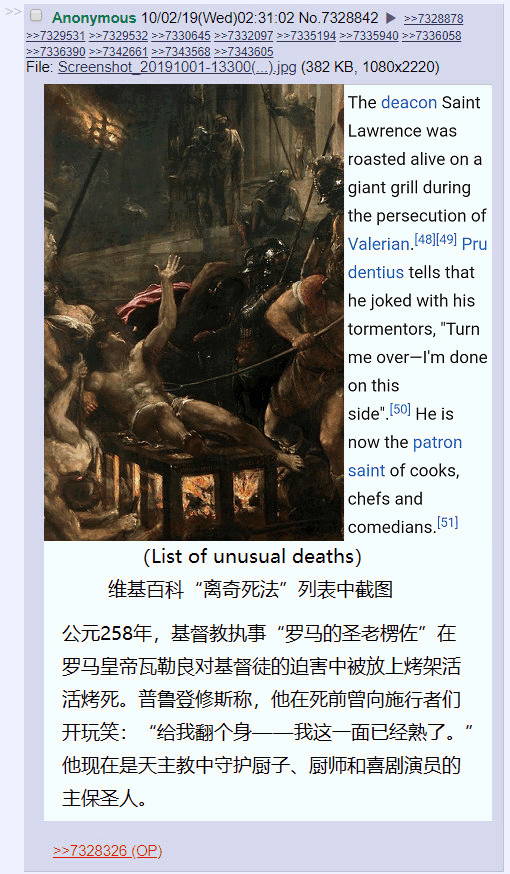 >>
Anonymous 10/02/19(Wed)02:31:02 No.7328842 ▶ >>7328878
>>7329531 >>7329532 >>7330645 >>7332097 >>7335194 >>7335940 >>7336058
>>7336390 >>7342661 >>7343568 >>7343605
File: Screenshot_20191001-13300(...).jpg (382 KB, 1080x2220)
The deacon Saint
Lawrence was
roasted alive on a
giant grill during
the persecution of
Valerian.[48][49] Pru
dentius tells that
he joked with his
tormentors, "Turn
me over—I'm done
on this
side".[50] He is
now the patron
saint of cooks,
chefs and
comedians.[51]
(List of unusual deaths)
维基百科“离奇死法”列表中截图
公元258年，基督教执事“罗马的圣老楞佐”在
罗马皇帝瓦勒良对基督徒的迫害中被放上烤架活
活烤死。普鲁登修斯称，他在死前曾向施行者们
开玩笑：“给我翻个身——我这一面已经熟了。”
他现在是天主教中守护厨子、厨师和喜剧演员的
主保圣人。
>>7328326 (OP)